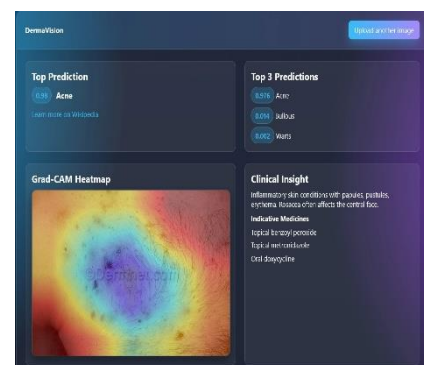 DermaVision
Upload another image
Top Prediction
0.98 Acne
Learn more on Wikipedia
Top 3 Predictions
0.976 Acne
0.014 Bullous
0.002 Warts
Grad-CAM Heatmap
Clinical Insight
Inflammatory skin conditions with papules, pustules,
erythema. Rosacea often affects the central face.
Indicative Medicines
Topical benzoyl peroxide
Topical metronidazole
Oral doxycycline